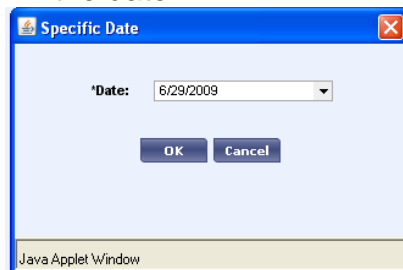 Specific Date
*Date: 6/29/2009
OK Cancel
Java Applet Window